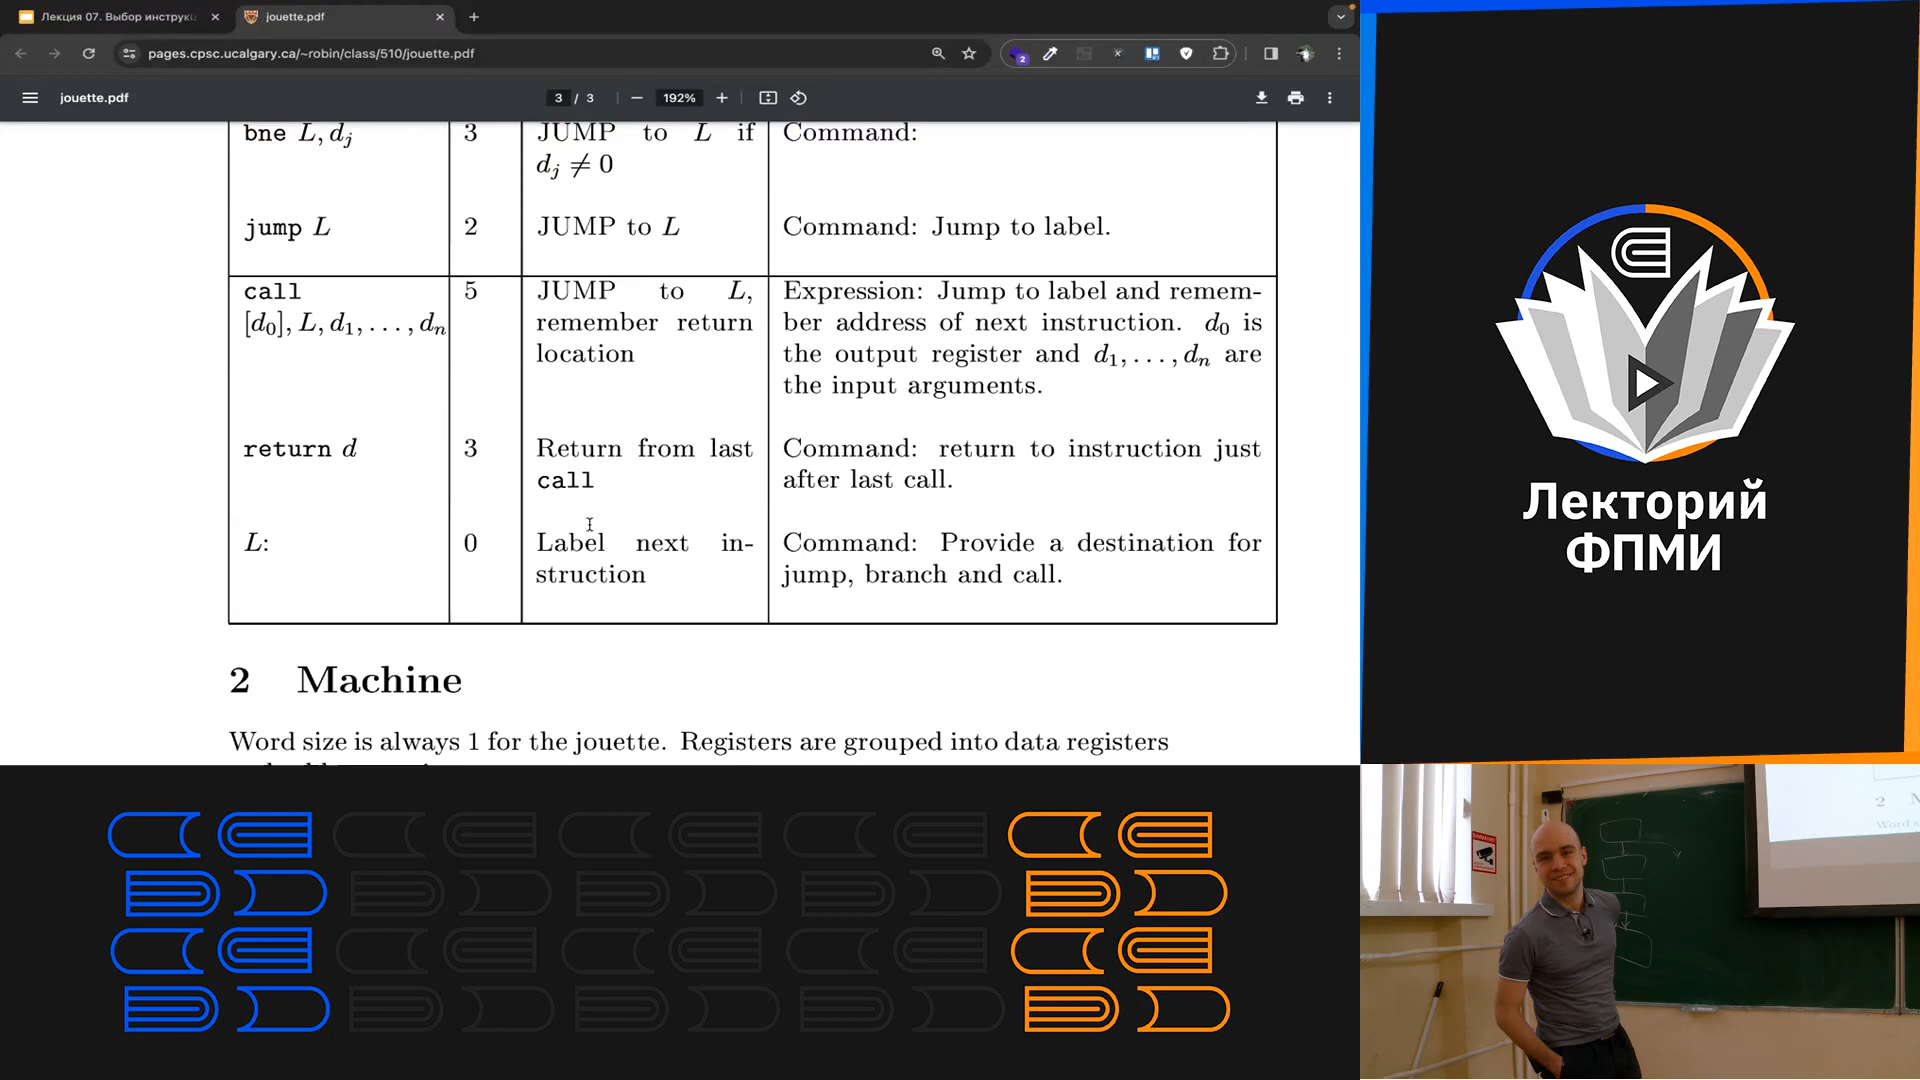 Лекция 07. Выбор инструкц
jouette.pdf
pages.cpsc.ucalgary.ca/~robin/class/510/jouette.pdf
2
jouette.pdf
3 / 3
192%
bne L, dj 3 JUMP to L if dj ≠ 0 Command:
jump L 2 JUMP to L Command: Jump to label.
call [d0], L, d1, . . . , dn 5 JUMP to L, remember return location Expression: Jump to label and remem-
ber address of next instruction. d0 is
the output register and d1, . . . , dn are
the input arguments.
return d 3 Return from last call Command: return to instruction just
after last call.
L: 0 Label next in-
struction Command: Provide a destination for
jump, branch and call.
2 Machine
Word size is always 1 for the jouette. Registers are grouped into data registers
Лекторий
ФПМИ
2
Word